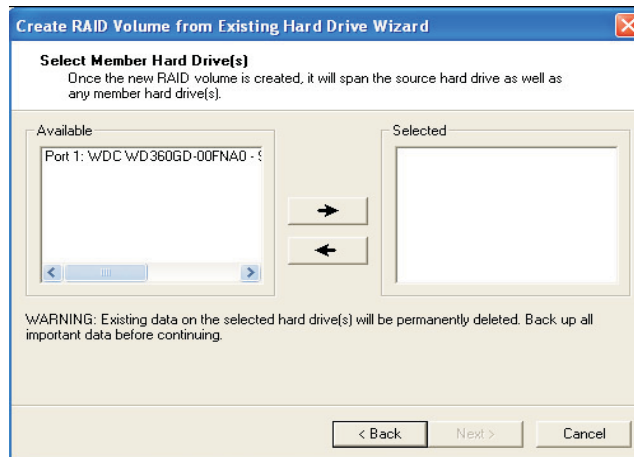 Create RAID Volume from Existing Hard Drive Wizard
Select Member Hard Drive(s)
Once the new RAID volume is created, it will span the source hard drive as well as
any member hard drive(s).
Available
Selected
Port 1: WDC WD360GD-00FNA0 -
WARNING: Existing data on the selected hard drive(s) will be permanently deleted. Back up all
important data before continuing.
< Back
Next >
Cancel